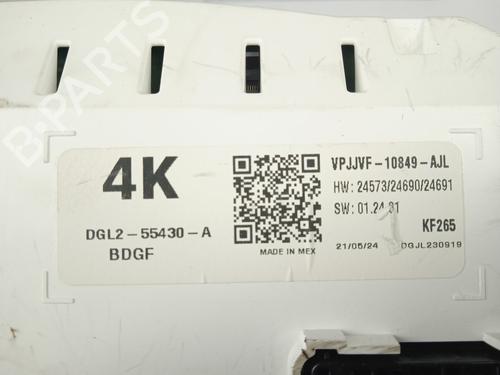 B-PARTS
4K
DGL2-55430-A
BDGF
MADE IN MEX
VPJJVF-10849-AJL
HW: 24573/24690/24691
SW: 01.24.01
KF265
21/05/24
DGJL230919